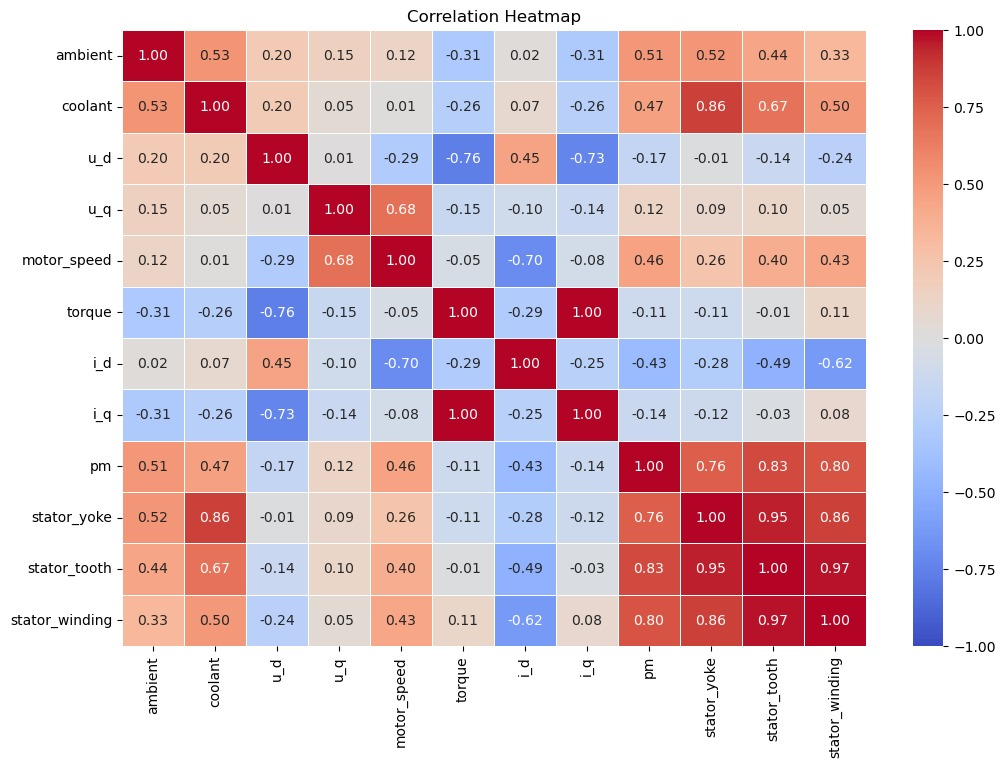 Correlation Heatmap
ambient 1.00 0.53 0.20 0.15 0.12 -0.31 0.02 -0.31 0.51 0.52 0.44 0.33
coolant 0.53 1.00 0.20 0.05 0.01 -0.26 0.07 -0.26 0.47 0.86 0.67 0.50
u_d 0.20 0.20 1.00 0.01 -0.29 -0.76 0.45 -0.73 -0.17 -0.01 -0.14 -0.24
u_q 0.15 0.05 0.01 1.00 0.68 -0.15 -0.10 -0.14 0.12 0.09 0.10 0.05
motor_speed 0.12 0.01 -0.29 0.68 1.00 -0.05 -0.70 -0.08 0.46 0.26 0.40 0.43
torque -0.31 -0.26 -0.76 -0.15 -0.05 1.00 -0.29 1.00 -0.11 -0.11 -0.01 0.11
i_d 0.02 0.07 0.45 -0.10 -0.70 -0.29 1.00 -0.25 -0.43 -0.28 -0.49 -0.62
i_q -0.31 -0.26 -0.73 -0.14 -0.08 1.00 -0.25 1.00 -0.14 -0.12 -0.03 0.08
pm 0.51 0.47 -0.17 0.12 0.46 -0.11 -0.43 -0.14 1.00 0.76 0.83 0.80
stator_yoke 0.52 0.86 -0.01 0.09 0.26 -0.11 -0.28 -0.12 0.76 1.00 0.95 0.86
stator_tooth 0.44 0.67 -0.14 0.10 0.40 -0.01 -0.49 -0.03 0.83 0.95 1.00 0.97
stator_winding 0.33 0.50 -0.24 0.05 0.43 0.11 -0.62 0.08 0.80 0.86 0.97 1.00
ambient
coolant
u_d
u_q
motor_speed
torque
i_d
i_q
pm
stator_yoke
stator_tooth
stator_winding
1.00
0.75
0.50
0.25
0.00
−0.25
−0.50
−0.75
−1.00